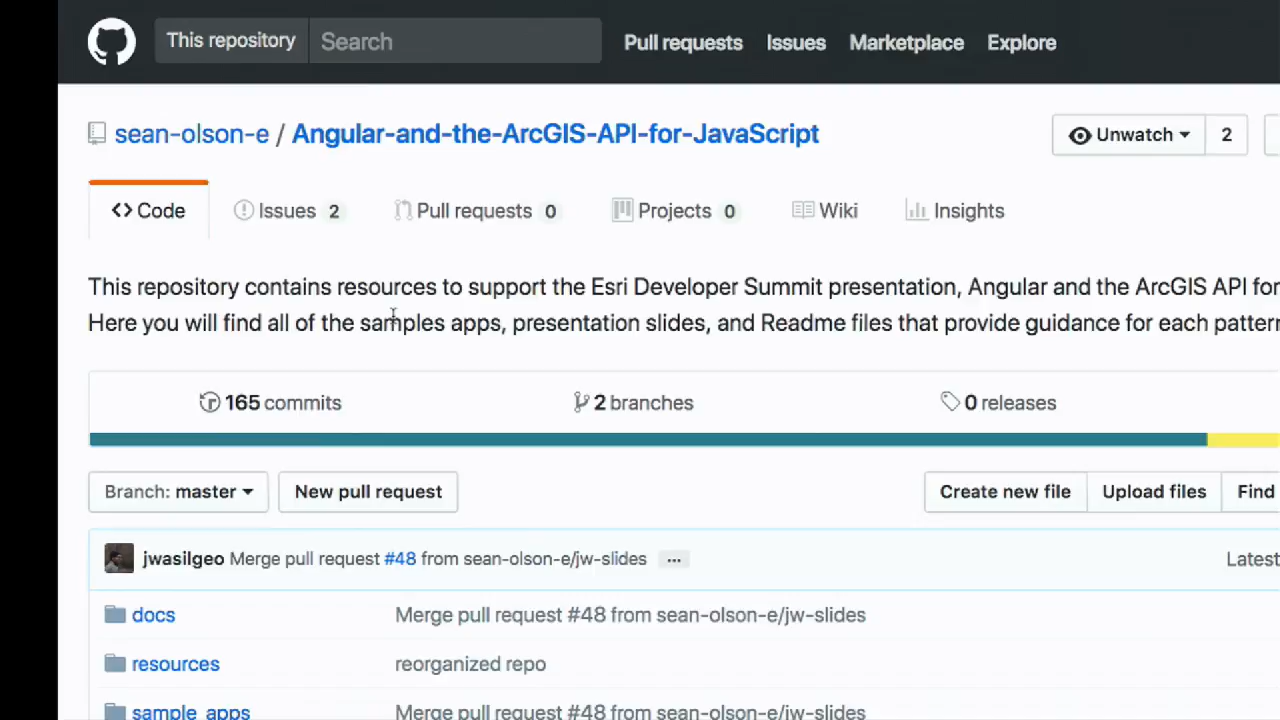 This repository Search Pull requests Issues Marketplace Explore
sean-olson-e / Angular-and-the-ArcGIS-API-for-JavaScript Unwatch 2
Code Issues 2 Pull requests 0 Projects 0 Wiki Insights
This repository contains resources to support the Esri Developer Summit presentation, Angular and the ArcGIS API for
Here you will find all of the samples apps, presentation slides, and Readme files that provide guidance for each pattern
165 commits 2 branches 0 releases
Branch: master New pull request Create new file Upload files Find
jwasilgeo Merge pull request #48 from sean-olson-e/jw-slides ... Latest
docs Merge pull request #48 from sean-olson-e/jw-slides
resources reorganized repo
sample_apps Merge pull request #48 from sean-olson-e/jw-slides